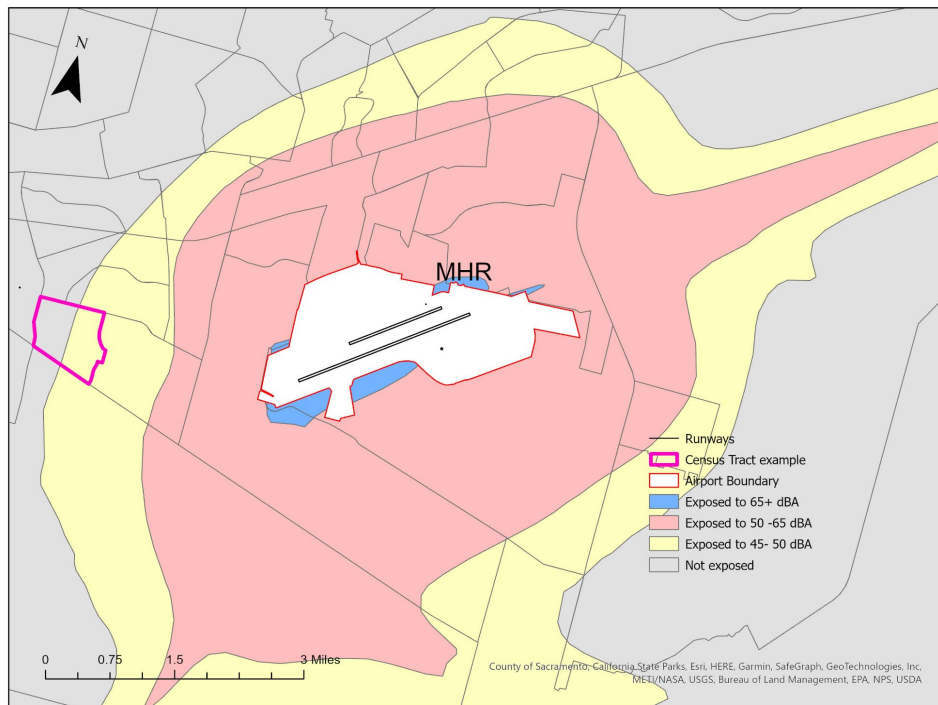 N
MHR
Runways
Census Tract example
Airport Boundary
Exposed to 65+ dBA
Exposed to 50 -65 dBA
Exposed to 45- 50 dBA
Not exposed
0 0.75 1.5 3 Miles
County of Sacramento, California State Parks, Esri, HERE, Garmin, SafeGraph, GeoTechnologies, Inc,
METI/NASA, USGS, Bureau of Land Management, EPA, NPS, USDA